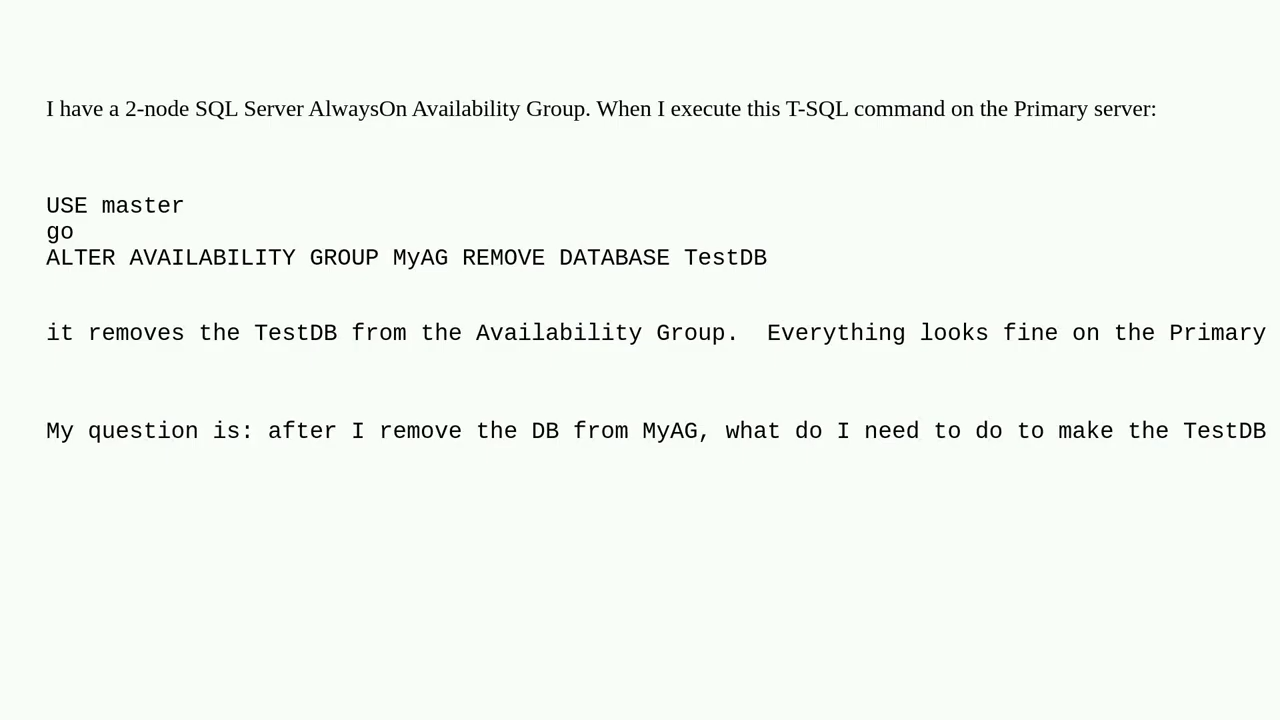 I have a 2-node SQL Server AlwaysOn Availability Group. When I execute this T-SQL command on the Primary server:
USE master
go
ALTER AVAILABILITY GROUP MyAG REMOVE DATABASE TestDB
it removes the TestDB from the Availability Group.  Everything looks fine on the Primary
My question is: after I remove the DB from MyAG, what do I need to do to make the TestDB